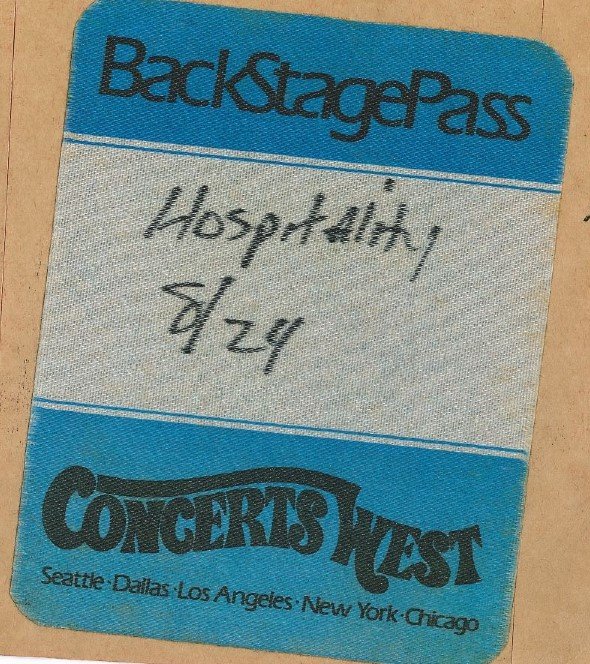 BackStagePass
Hospitality
8/24
CONCERTS WEST
Seattle·Dallas·Los Angeles·New York·Chicago